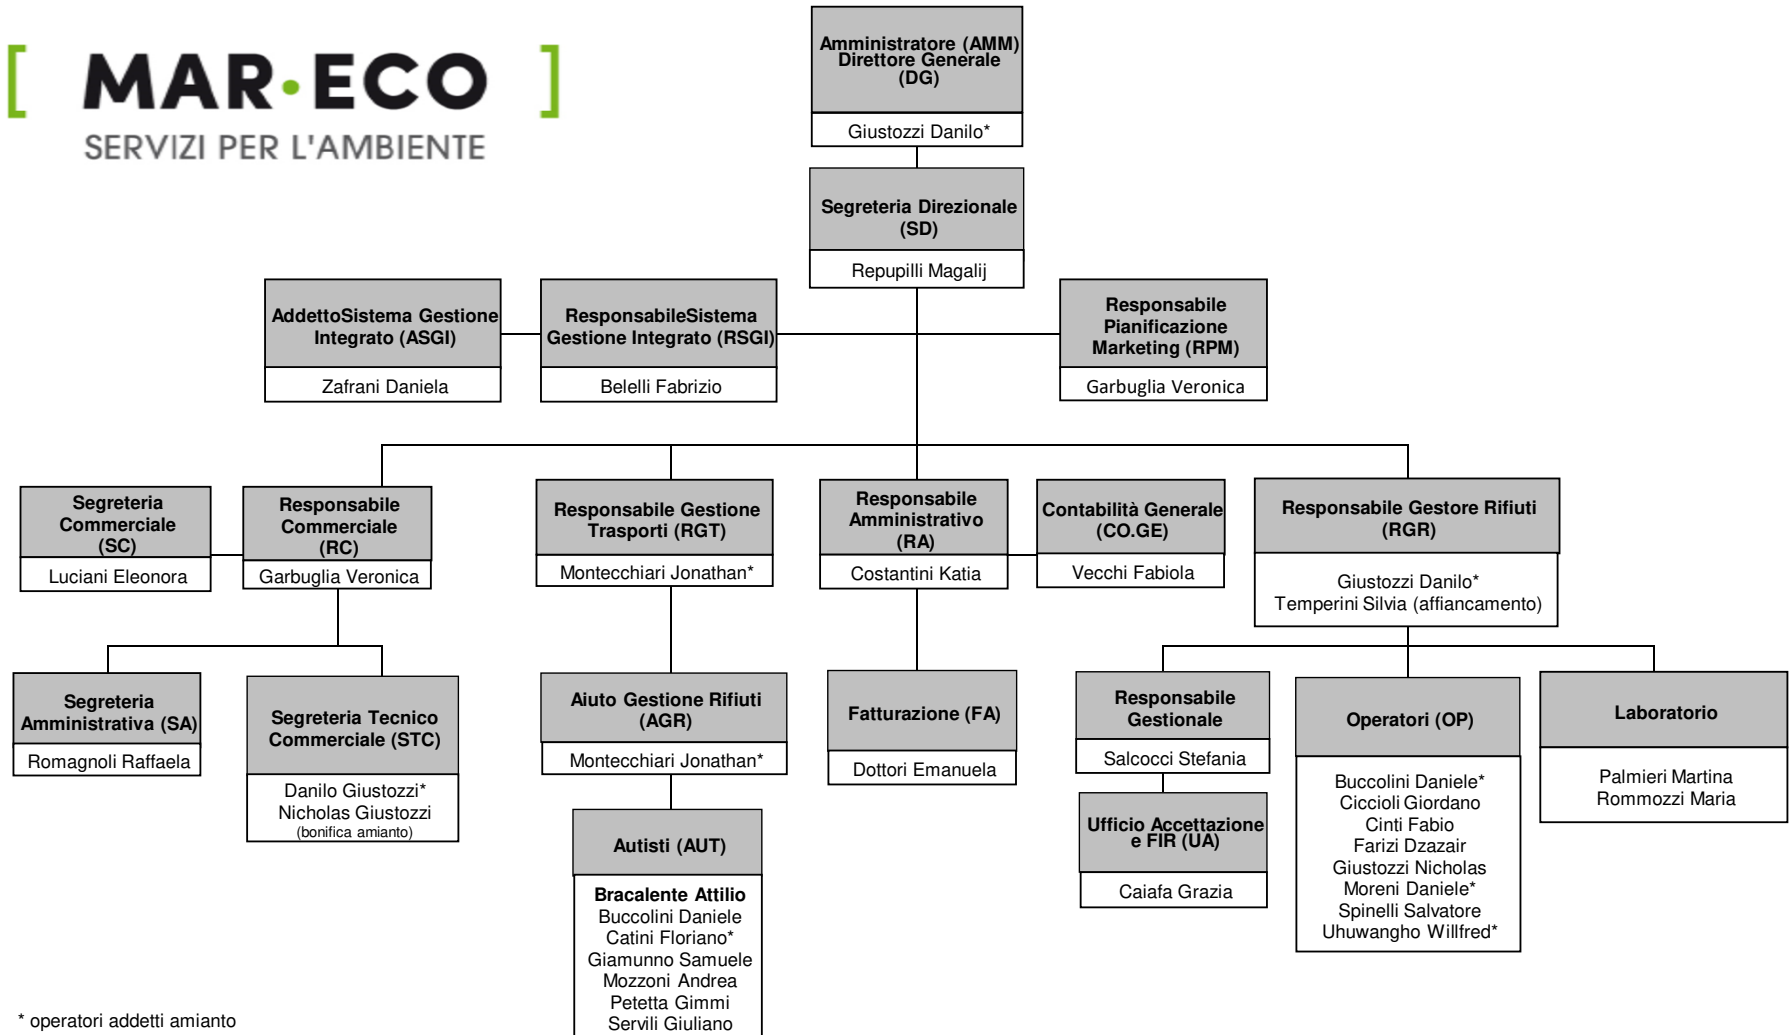 [ MAR•ECO ]
SERVIZI PER L'AMBIENTE
Amministratore (AMM)
Direttore Generale
(DG)
Giustozzi Danilo*
Segreteria Direzionale
(SD)
Repupilli Magalij
AddettoSistema Gestione
Integrato (ASGI)
Zafrani Daniela
ResponsabileSistema
Gestione Integrato (RSGI)
Belelli Fabrizio
Responsabile
Pianificazione
Marketing (RPM)
Garbuglia Veronica
Segreteria
Commerciale
(SC)
Luciani Eleonora
Responsabile
Commerciale
(RC)
Garbuglia Veronica
Responsabile Gestione
Trasporti (RGT)
Montecchiari Jonathan*
Responsabile
Amministrativo
(RA)
Costantini Katia
Contabilità Generale
(CO.GE)
Vecchi Fabiola
Responsabile Gestore Rifiuti
(RGR)
Giustozzi Danilo*
Temperini Silvia (affiancamento)
Segreteria
Amministrativa (SA)
Romagnoli Raffaela
Segreteria Tecnico
Commerciale (STC)
Danilo Giustozzi*
Nicholas Giustozzi
(bonifica amianto)
Aiuto Gestione Rifiuti
(AGR)
Montecchiari Jonathan*
Fatturazione (FA)
Dottori Emanuela
Responsabile
Gestionale
Salcocci Stefania
Operatori (OP)
Buccolini Daniele*
Ciccioli Giordano
Cinti Fabio
Farizi Dzazair
Giustozzi Nicholas
Moreni Daniele*
Spinelli Salvatore
Uhuwangho Willfred*
Laboratorio
Palmieri Martina
Rommozzi Maria
Ufficio Accettazione
e FIR (UA)
Caiafa Grazia
Autisti (AUT)
Bracalente Attilio
Buccolini Daniele
Catini Floriano*
Giamunno Samuele
Mozzoni Andrea
Petetta Gimmi
Servili Giuliano
* operatori addetti amianto